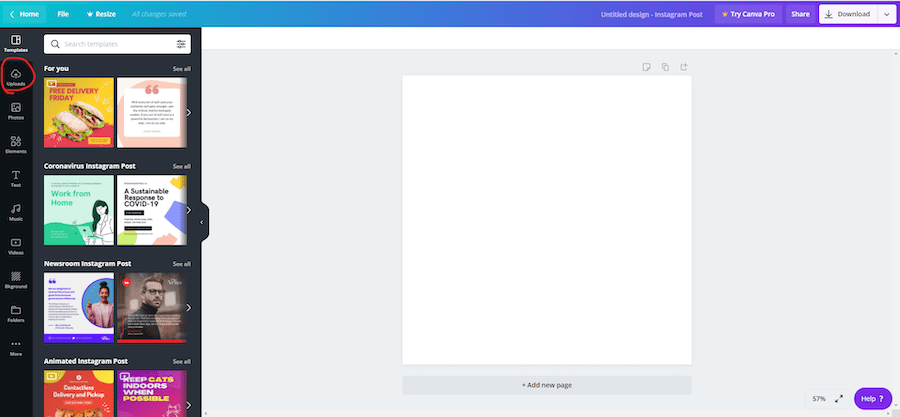 Home File Resize All changes saved Untitled design - Instagram Post Try Canva Pro Share Download
Templates
Uploads
Photos
Elements
Text
Music
Videos
Bkground
Folders
More
Search templates
For you See all
FREE DELIVERY
FRIDAY
Coronavirus Instagram Post See all
Work from
Home
A Sustainable
Response to
COVID-19
Newsroom Instagram Post See all
Animated Instagram Post See all
Contactless
Delivery and Pickup
KEEP CATS
INDOORS
WHEN
POSSIBLE
+ Add new page
57%
Help ?